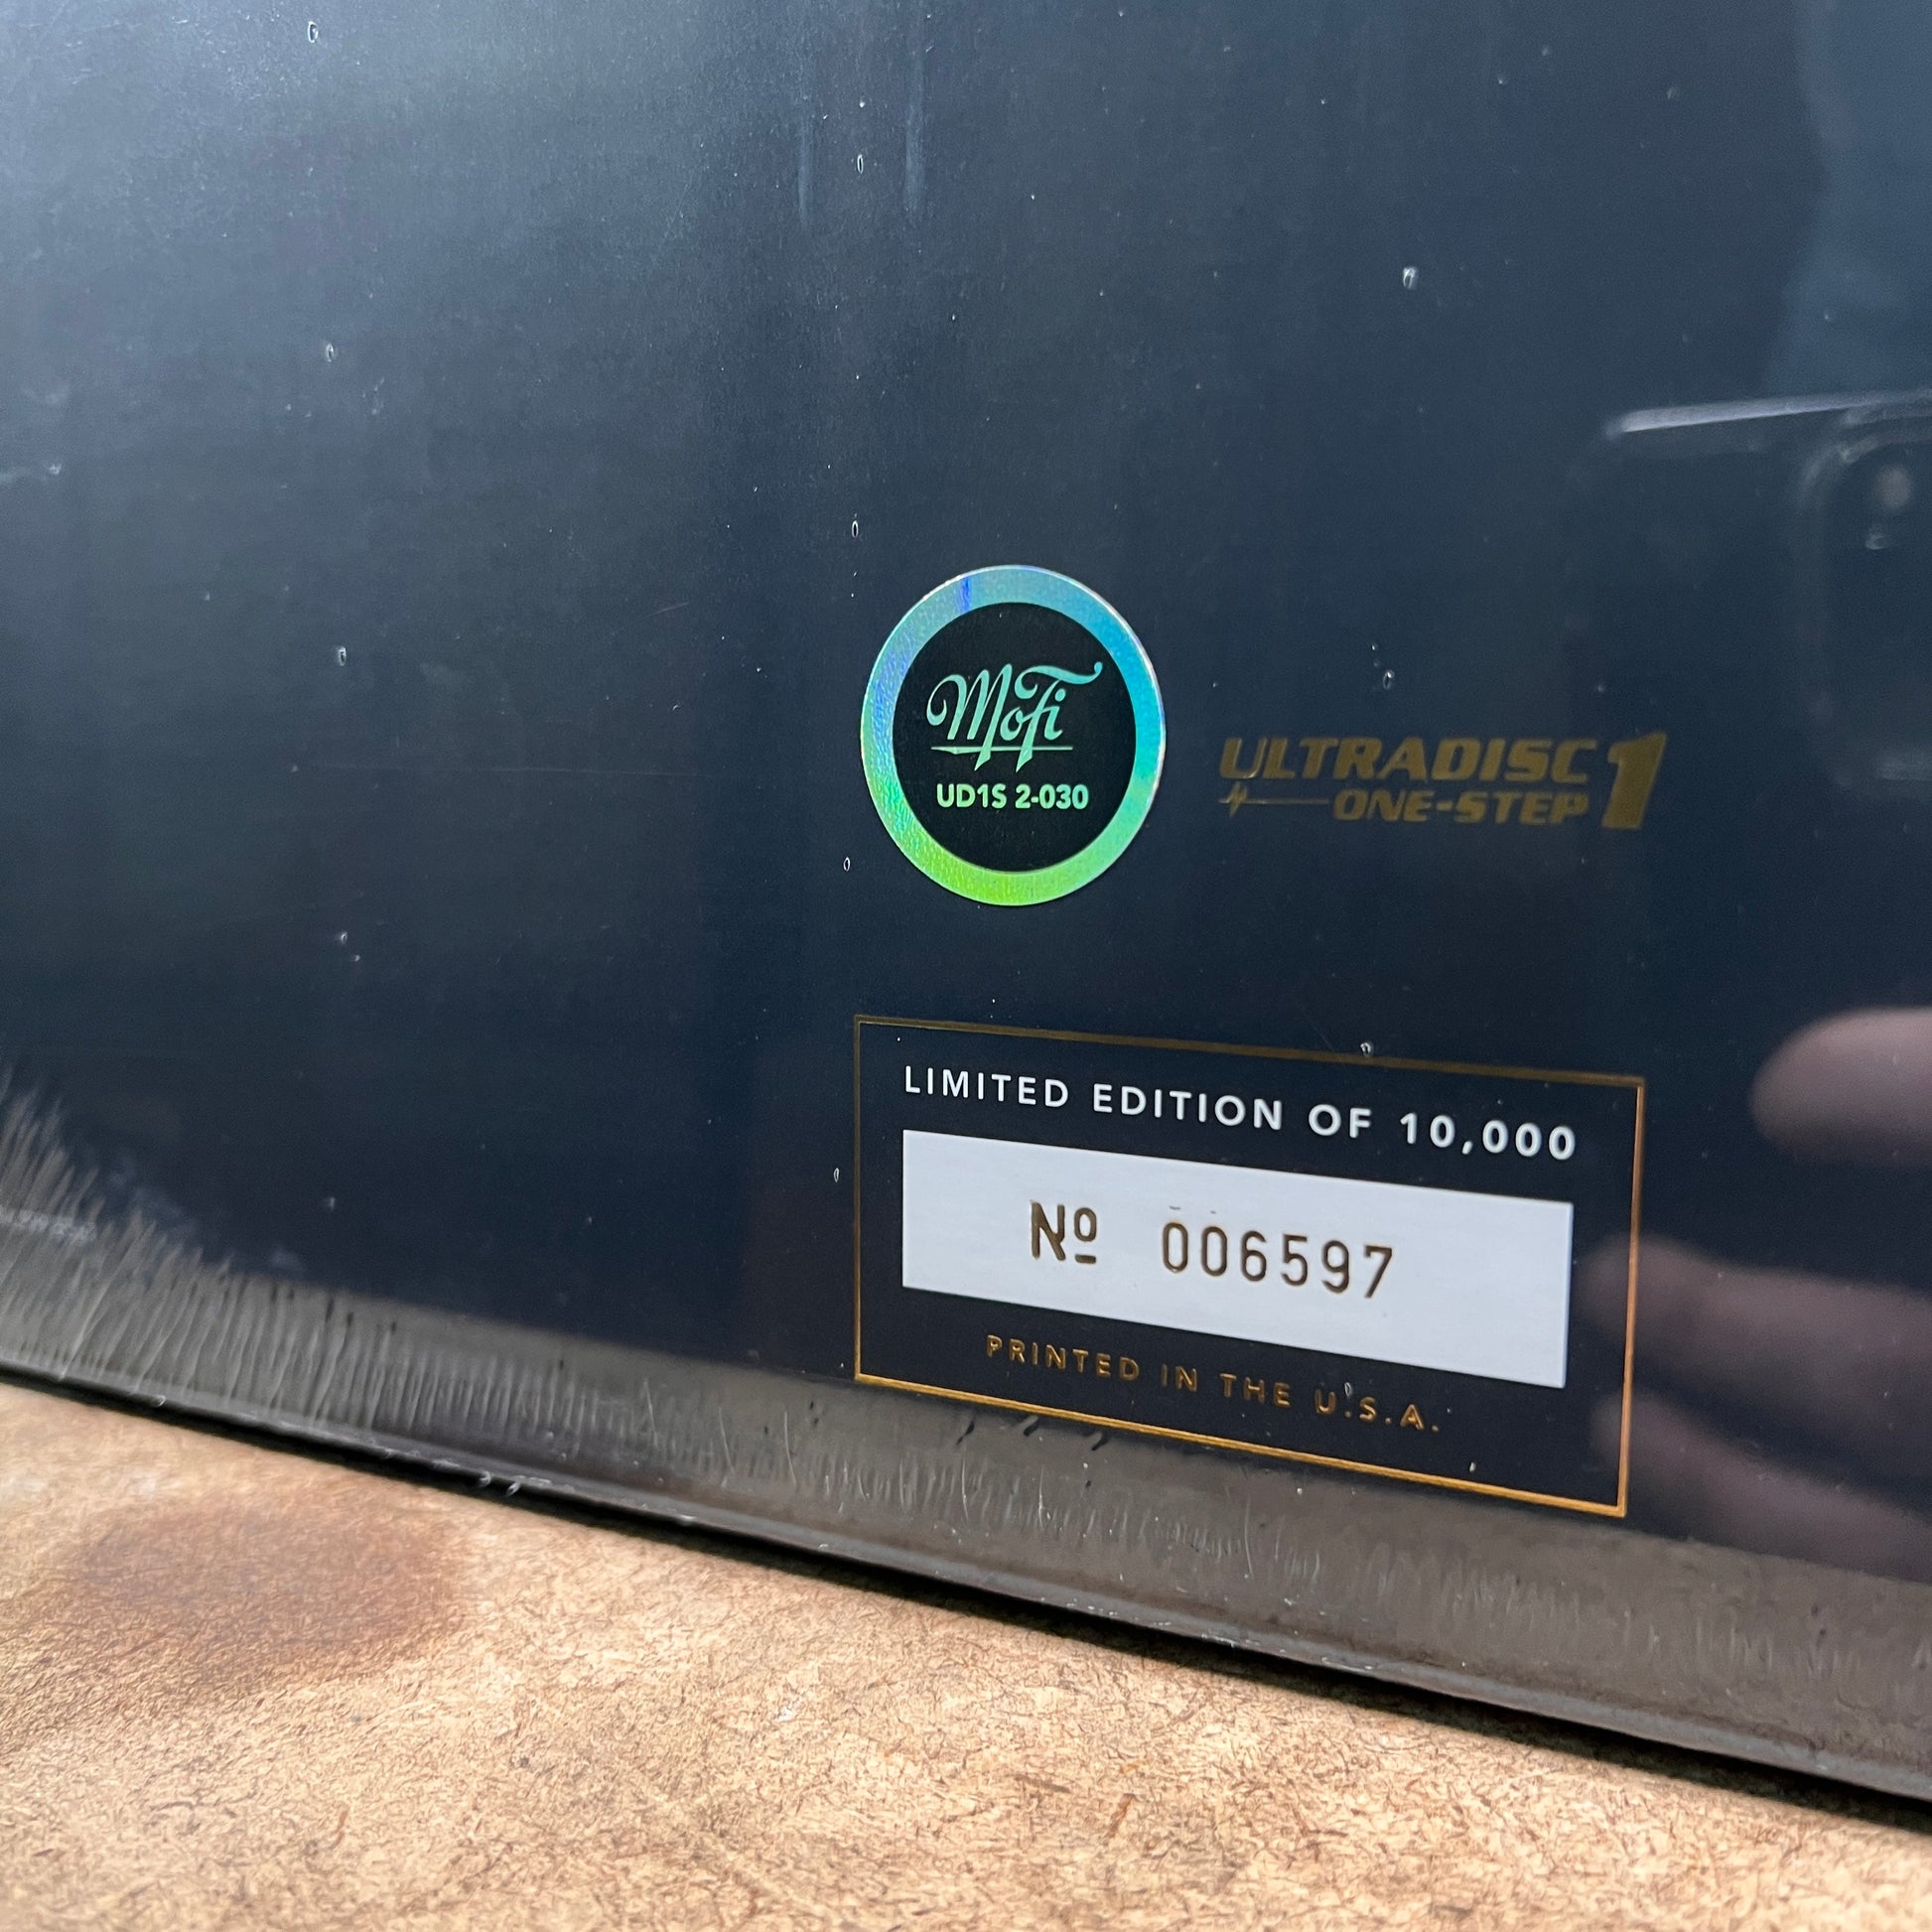 MoFi
UD1S 2-030
ULTRADISC 1
ONE-STEP
LIMITED EDITION OF 10,000
Nº 006597
PRINTED IN THE U.S.A.